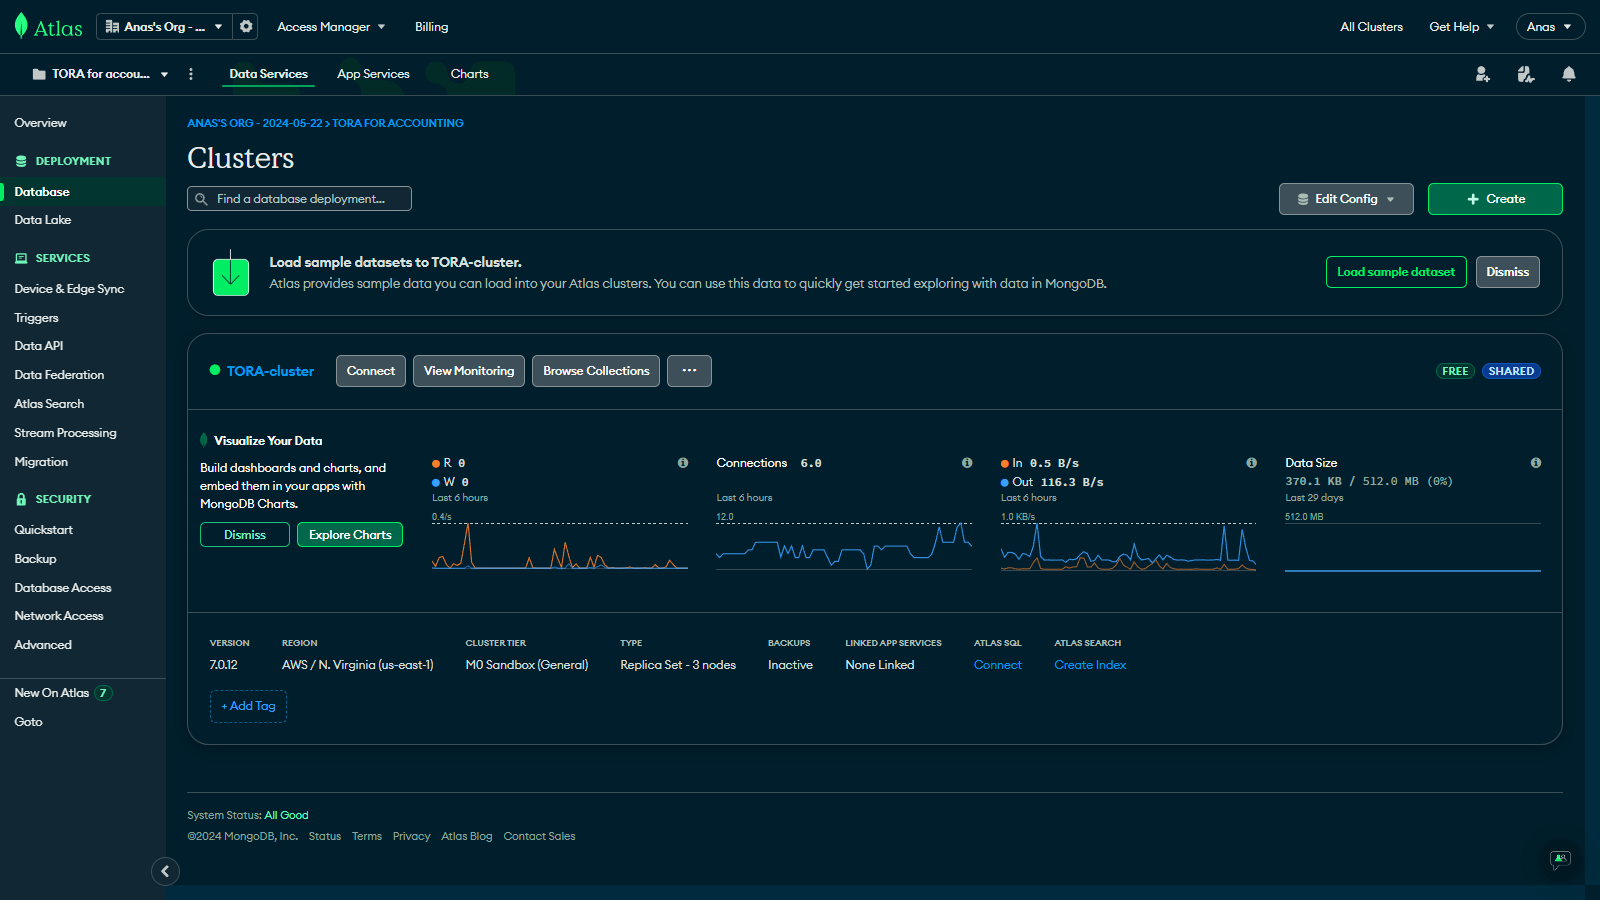 Atlas
Anas's Org - ...
Access Manager
Billing
All Clusters
Get Help
Anas
TORA for accou...
Data Services
App Services
Charts
Overview
DEPLOYMENT
Database
Data Lake
SERVICES
Device & Edge Sync
Triggers
Data API
Data Federation
Atlas Search
Stream Processing
Migration
SECURITY
Quickstart
Backup
Database Access
Network Access
Advanced
New On Atlas 7
Goto
ANAS'S ORG - 2024-05-22 > TORA FOR ACCOUNTING
Clusters
Find a database deployment...
Edit Config
+ Create
Load sample datasets to TORA-cluster.
Atlas provides sample data you can load into your Atlas clusters. You can use this data to quickly get started exploring with data in MongoDB.
Load sample dataset
Dismiss
TORA-cluster
Connect
View Monitoring
Browse Collections
...
FREE
SHARED
Visualize Your Data
Build dashboards and charts, and
embed them in your apps with
MongoDB Charts.
Dismiss
Explore Charts
R 0
W 0
Last 6 hours
0.4/s
Connections 6.0
Last 6 hours
12.0
In 0.5 B/s
Out 116.3 B/s
Last 6 hours
1.0 KB/s
Data Size
370.1 KB / 512.0 MB (0%)
Last 29 days
512.0 MB
VERSION
7.0.12
REGION
AWS / N. Virginia (us-east-1)
CLUSTER TIER
M0 Sandbox (General)
TYPE
Replica Set - 3 nodes
BACKUPS
Inactive
LINKED APP SERVICES
None Linked
ATLAS SQL
Connect
ATLAS SEARCH
Create Index
+ Add Tag
System Status: All Good
©2024 MongoDB, Inc.
Status
Terms
Privacy
Atlas Blog
Contact Sales